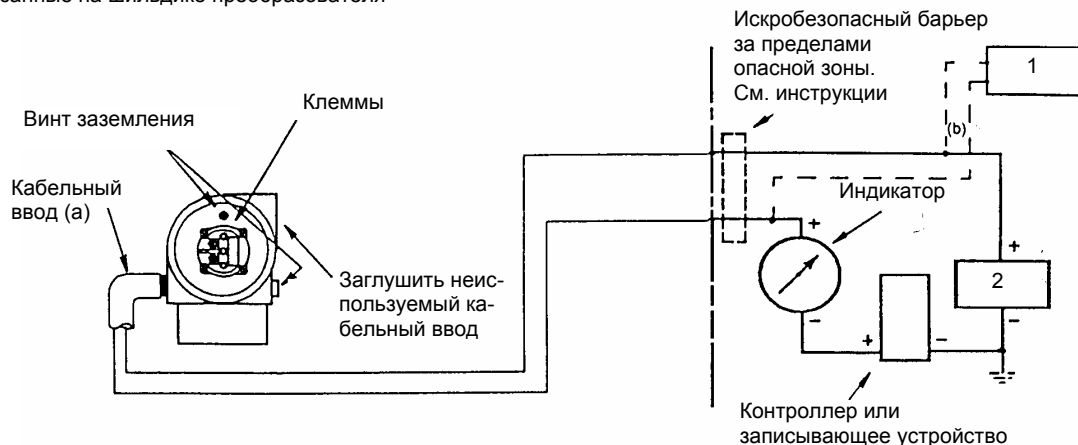 занные на шильдике преобразователя
Искробезопасный барьер
за пределами
опасной зоны.
См. инструкции
1
Клеммы
Винт заземления
(b)
Кабельный
ввод (a)
Индикатор
+
+
2
Заглушить неис-
пользуемый ка-
бельный ввод
–
–
+
–
Контроллер или
записывающее устройство